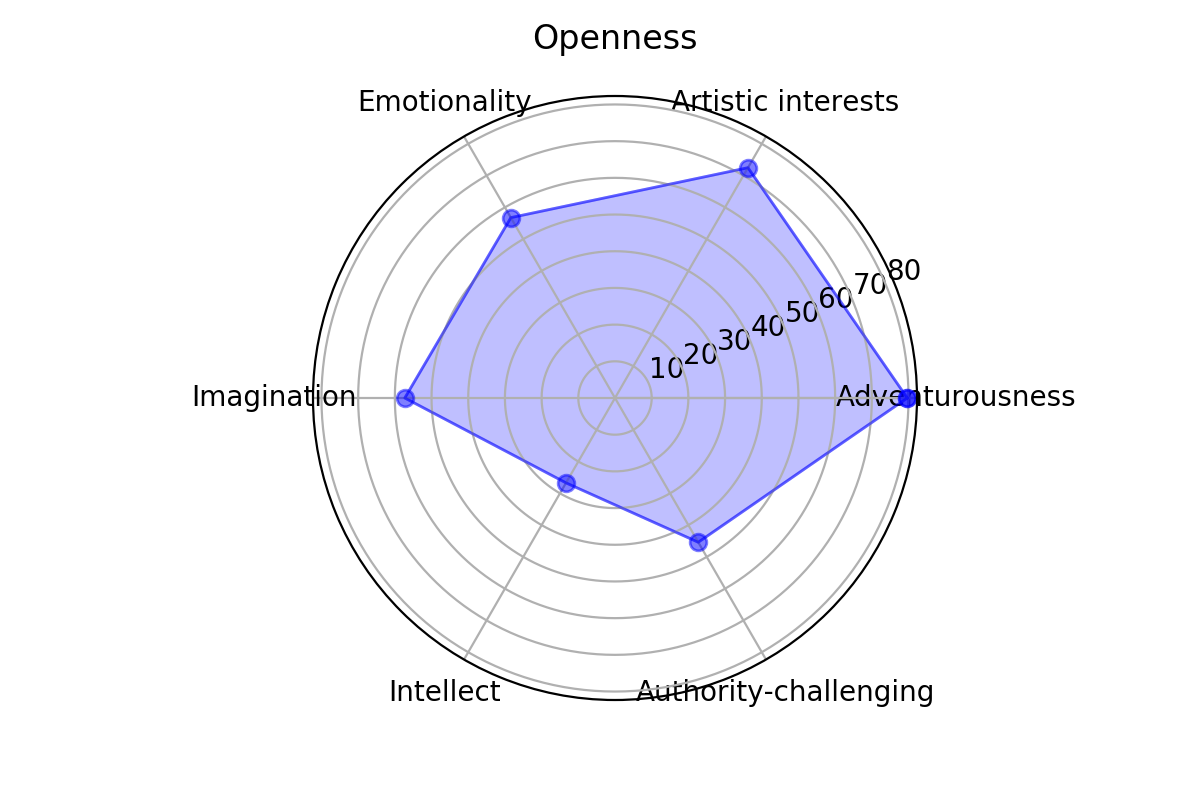 Openness
Emotionality
Artistic interests
80
70
60
50
40
30
20
10
Imagination
Adventurousness
Intellect
Authority-challenging